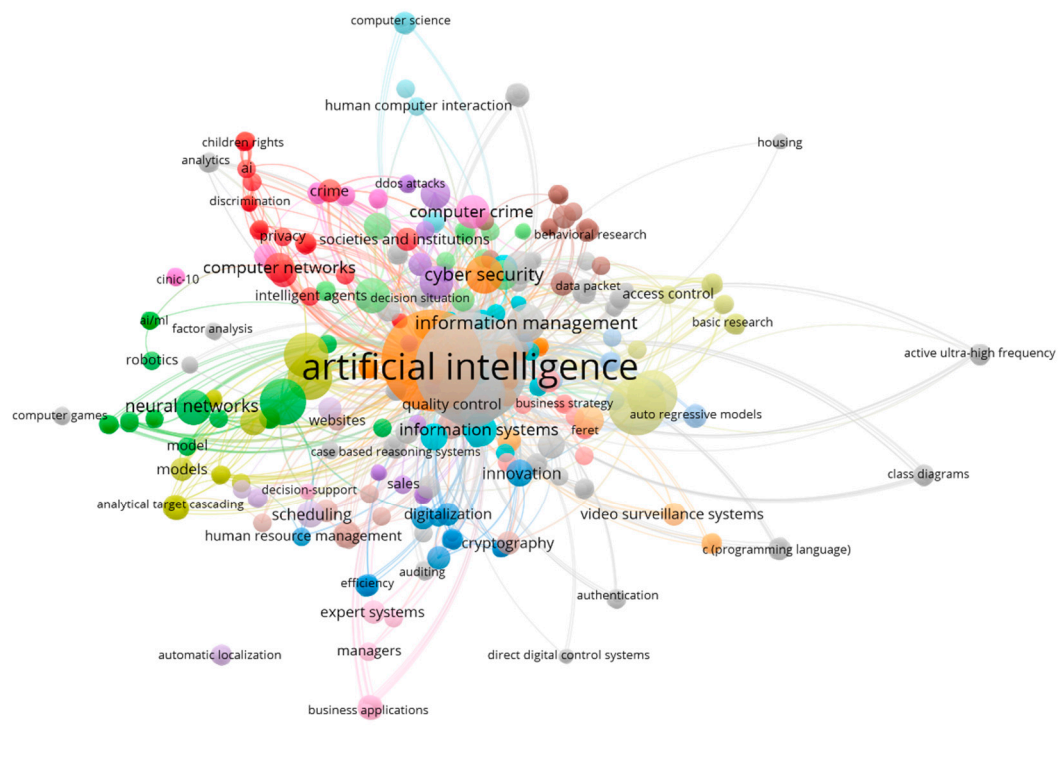 computer science
human computer interaction
children rights
housing
analytics
ai
ddos attacks
crime
discrimination
computer crime
privacy
societies and institutions
behavioral research
computer networks
cyber security
cinic-10
data packet
intelligent agents
decision situation
access control
ai/ml
factor analysis
information management
basic research
robotics
artificial intelligence
active ultra-high frequency
neural networks
quality control
business strategy
computer games
websites
auto regressive models
information systems
feret
model
case based reasoning systems
models
innovation
class diagrams
sales
decision-support
analytical target cascading
scheduling
digitalization
video surveillance systems
human resource management
cryptography
c (programming language)
auditing
efficiency
authentication
expert systems
managers
automatic localization
direct digital control systems
business applications